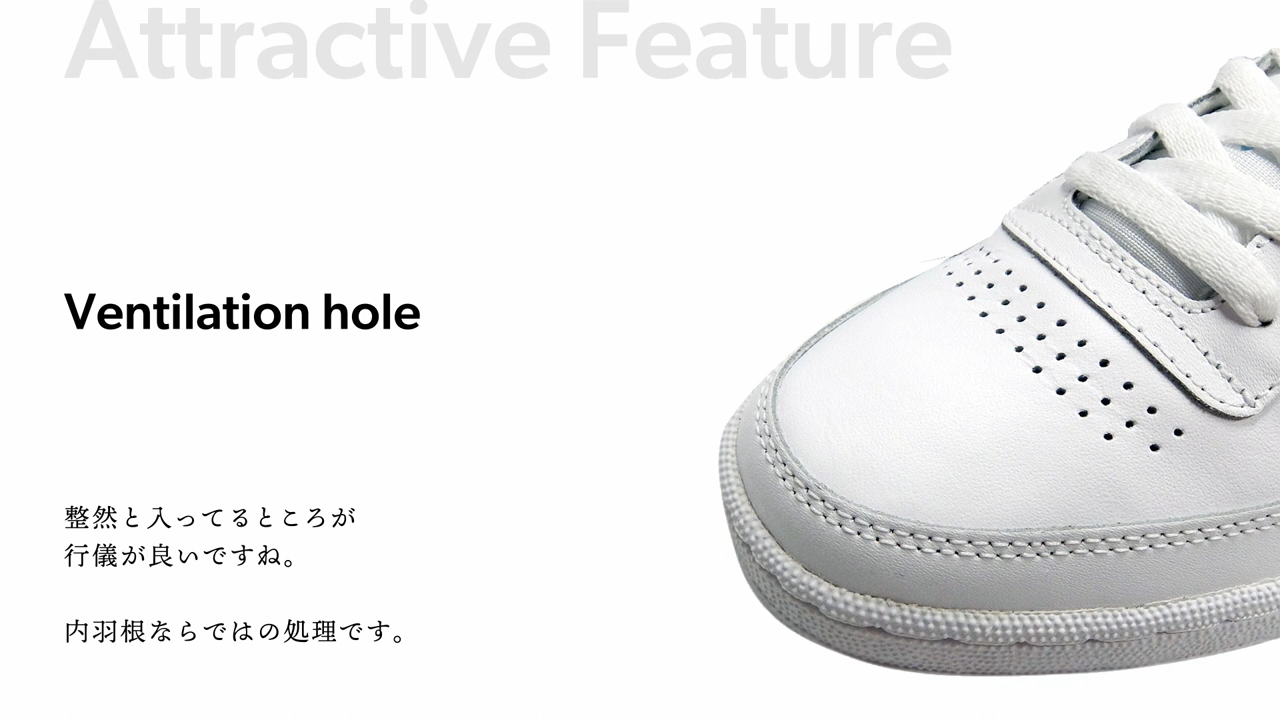 Attractive Feature
Ventilation hole
整然と入ってるところが
行儀が良いですね。
内羽根ならではの処理です。